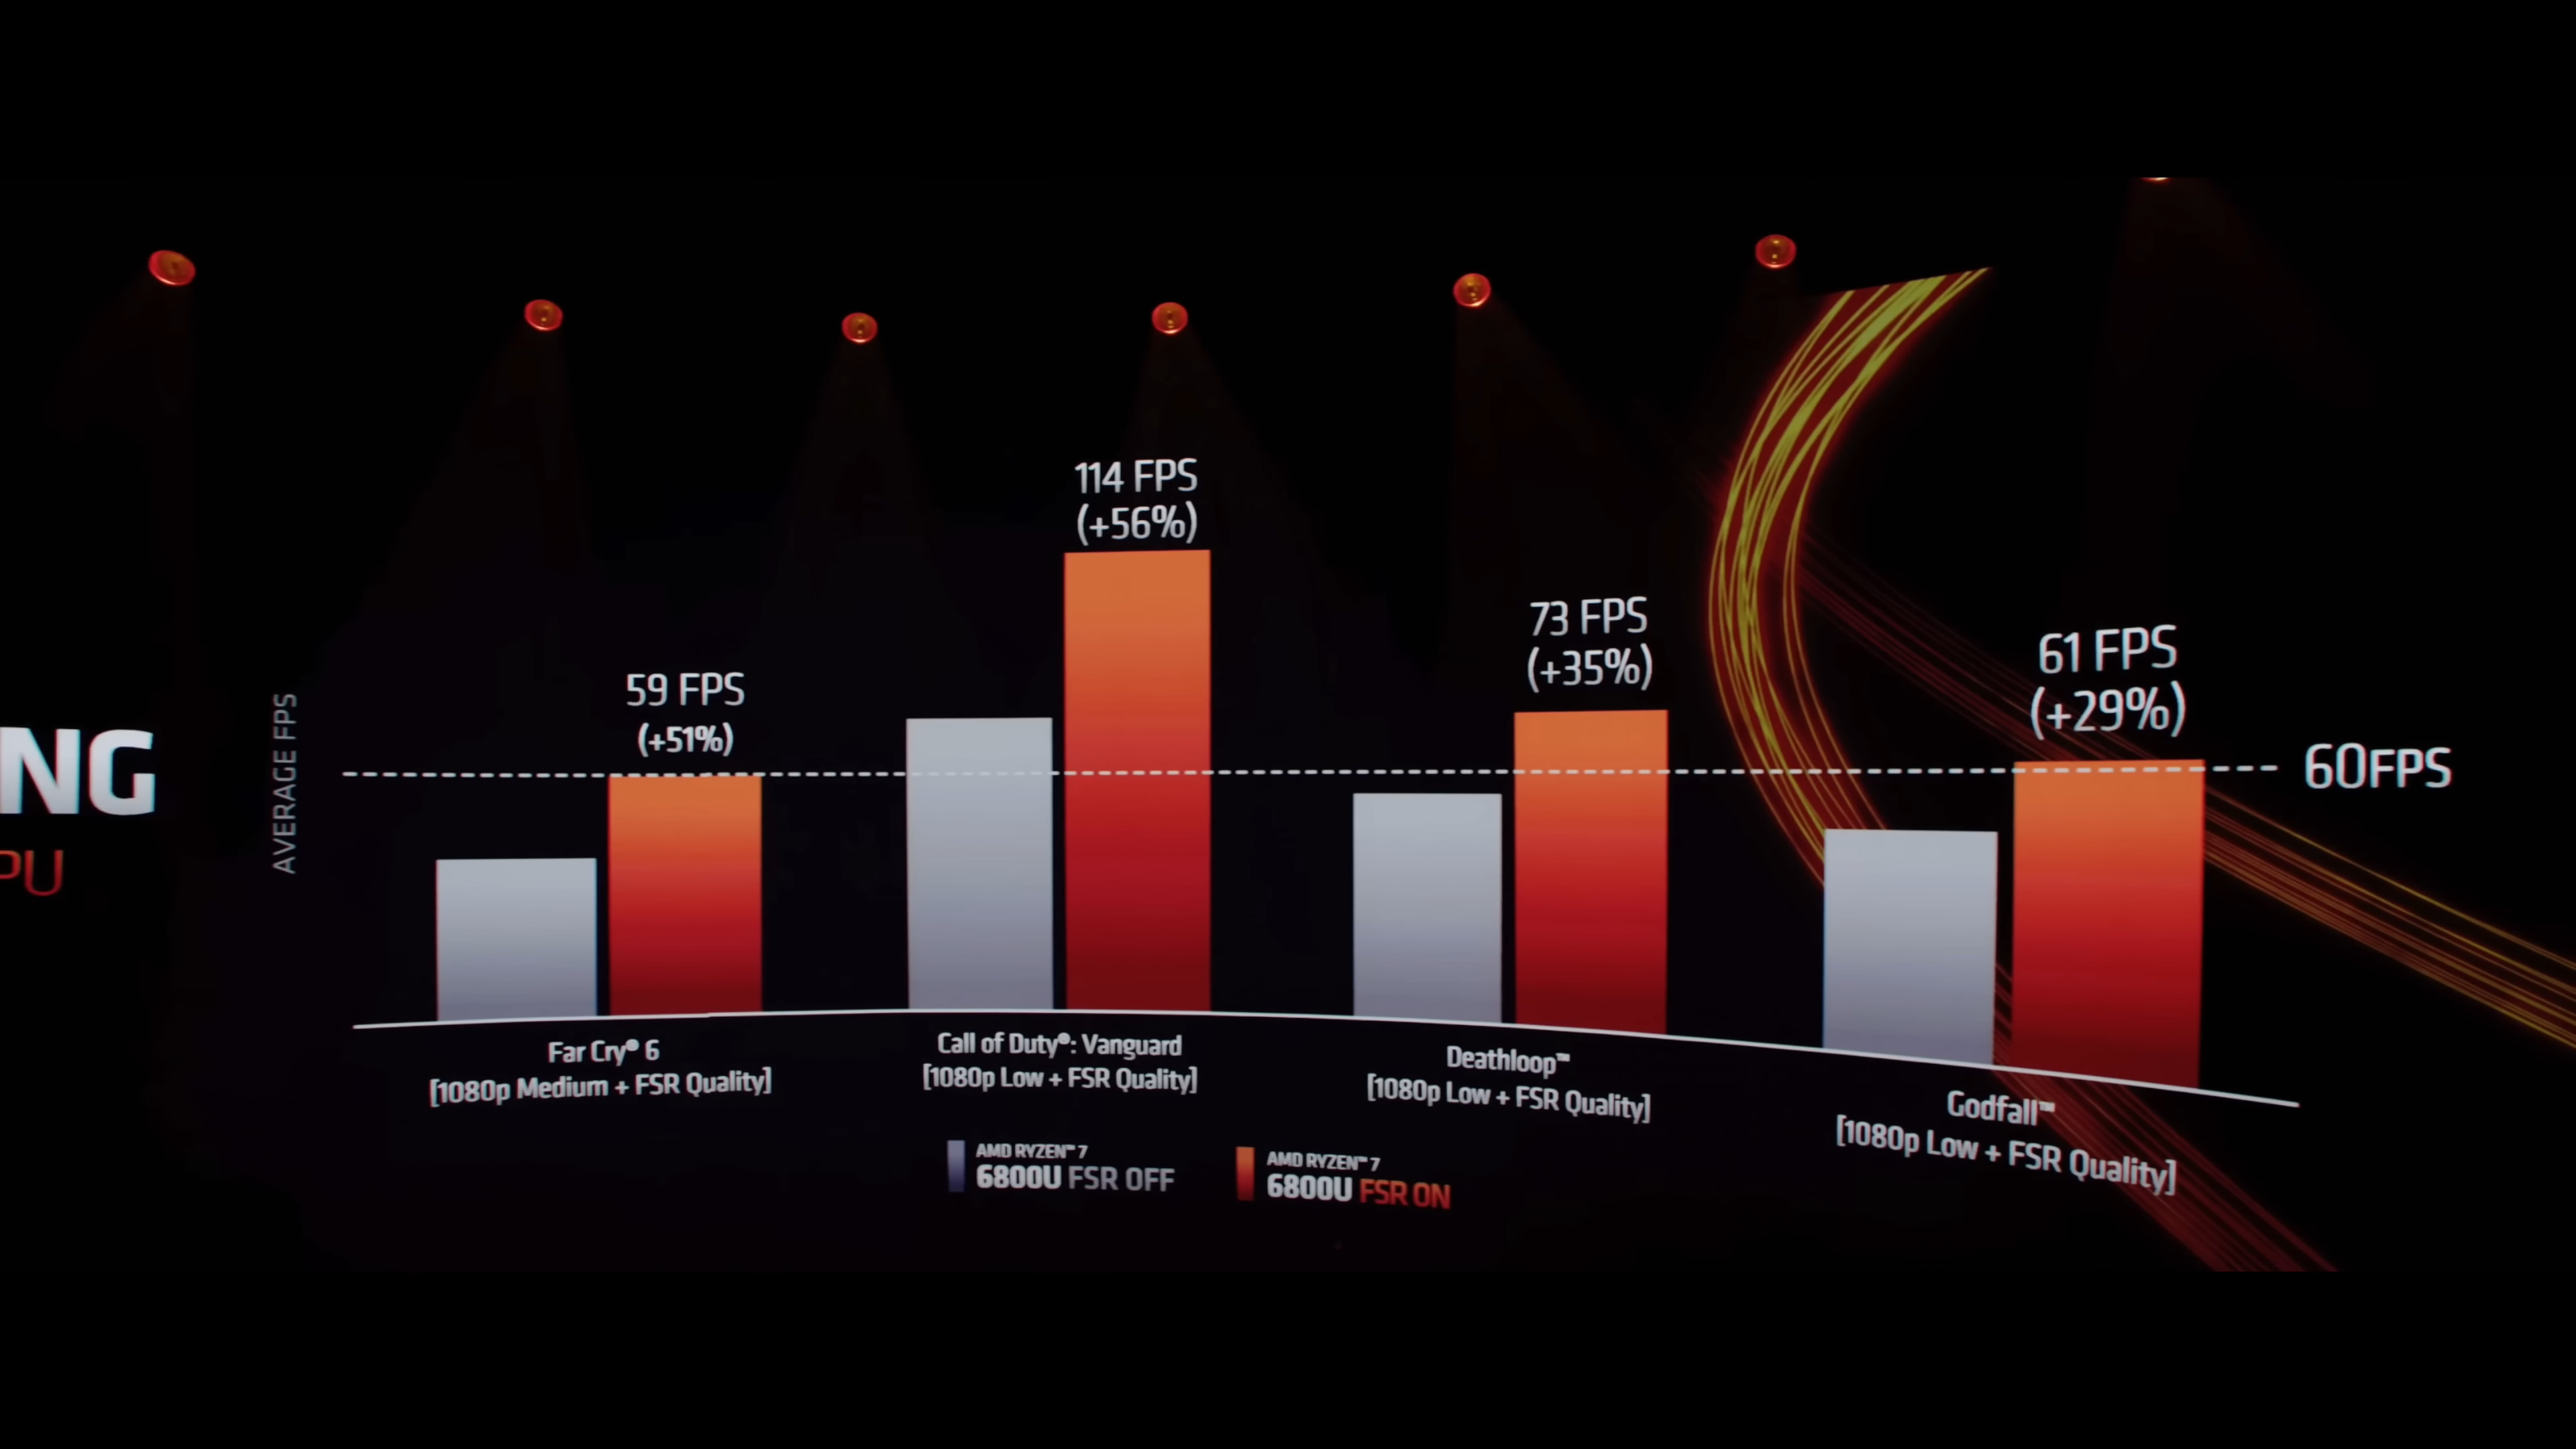 NG
PU
AVERAGE FPS
59 FPS
(+51%)
114 FPS
(+56%)
73 FPS
(+35%)
61 FPS
(+29%)
60FPS
Far Cry® 6
[1080p Medium + FSR Quality]
Call of Duty®: Vanguard
[1080p Low + FSR Quality]
Deathloop™
[1080p Low + FSR Quality]
Godfall™
[1080p Low + FSR Quality]
AMD RYZEN™ 7
6800U FSR OFF
AMD RYZEN™ 7
6800U FSR ON